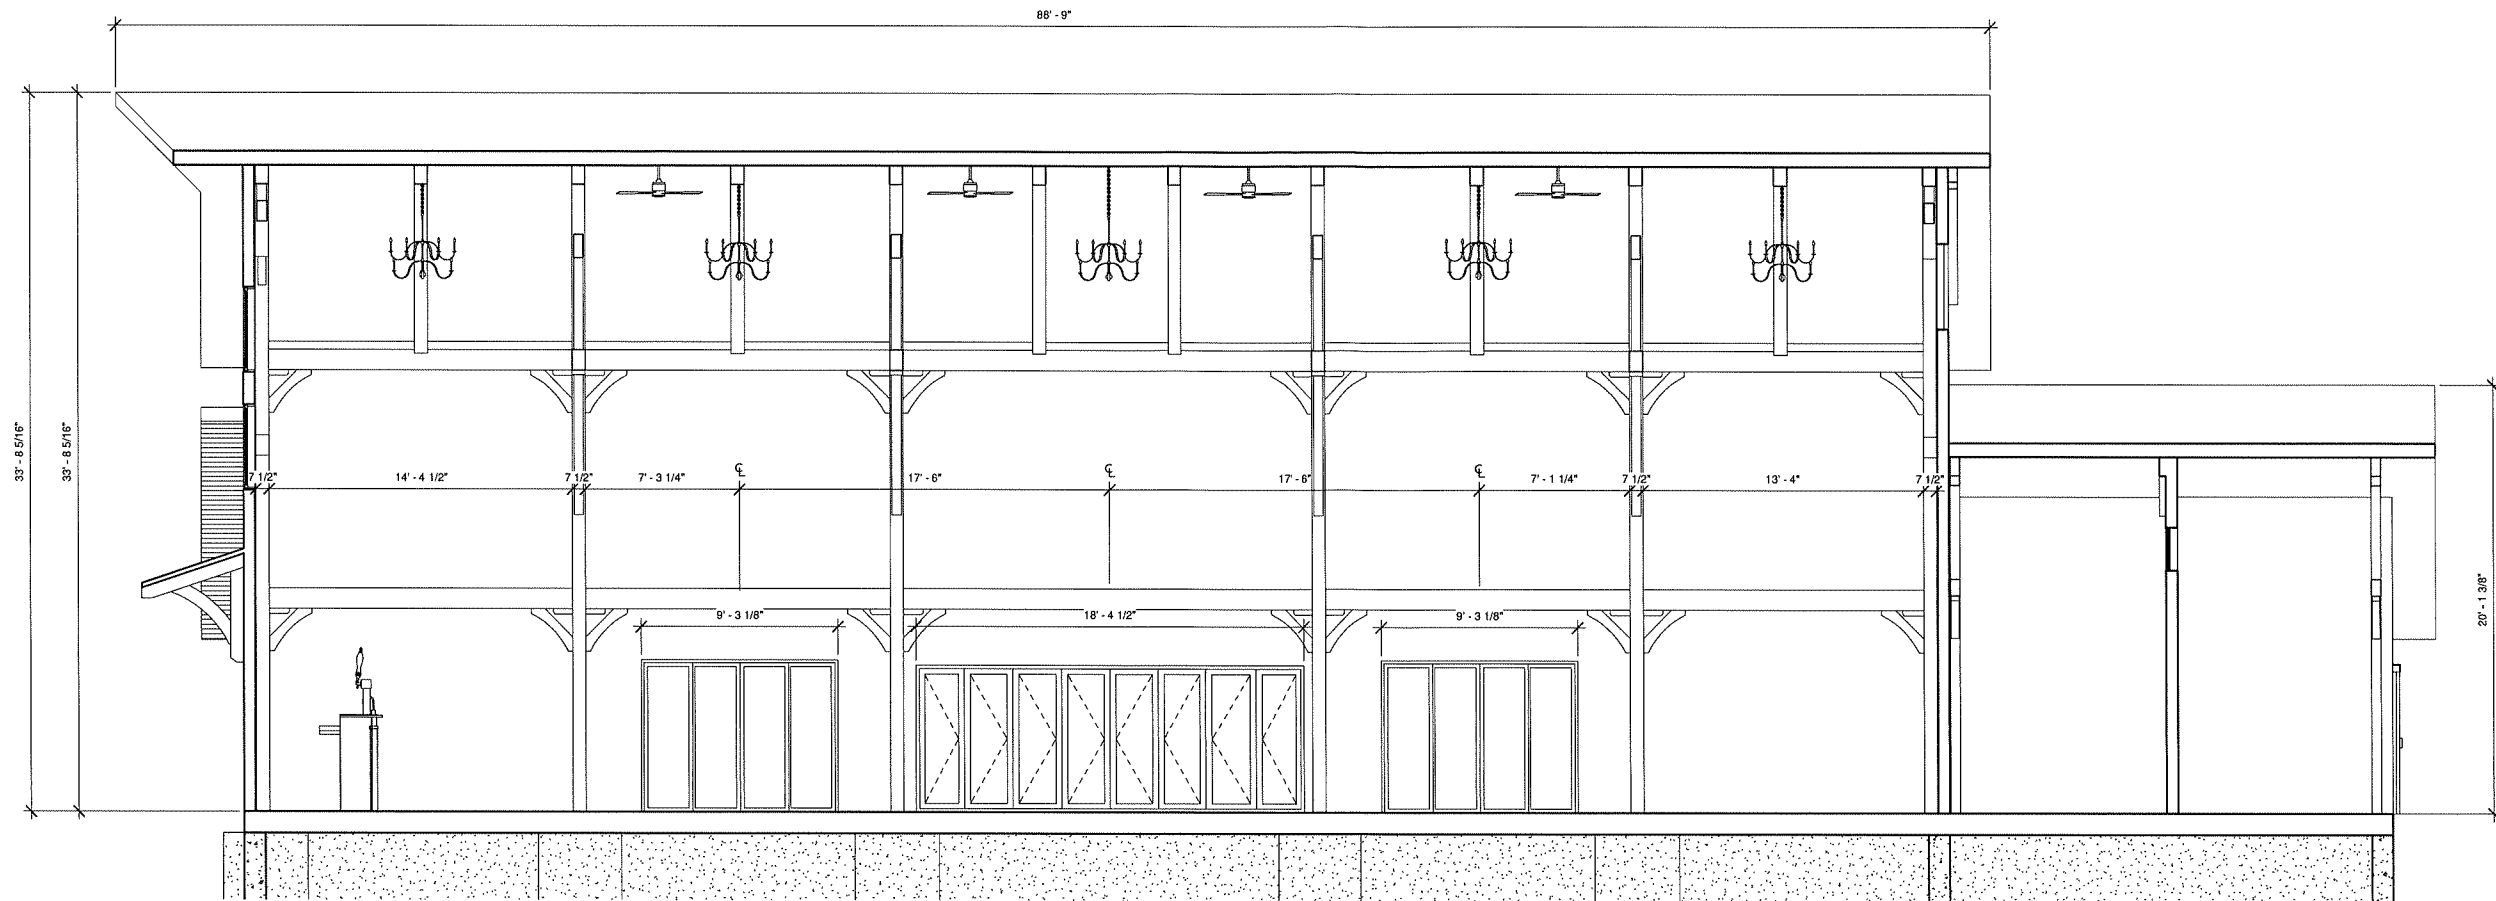 88' - 9"
33' - 8 5/16"
33' - 8 5/16"
7 1/2"
14' - 4 1/2"
7 1/2"
7' - 3 1/4"
℄
17' - 6"
℄
17' - 6"
℄
7' - 1 1/4"
7 1/2"
13' - 4"
7 1/2"
20' - 1 3/8"
9' - 3 1/8"
18' - 4 1/2"
9' - 3 1/8"